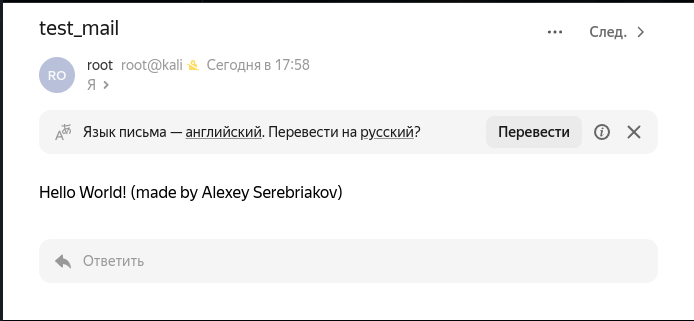 test_mail
... След.
RO
root root@kali Сегодня в 17:58
Я
Язык письма — английский. Перевести на русский? Перевести
Hello World! (made by Alexey Serebriakov)
Ответить